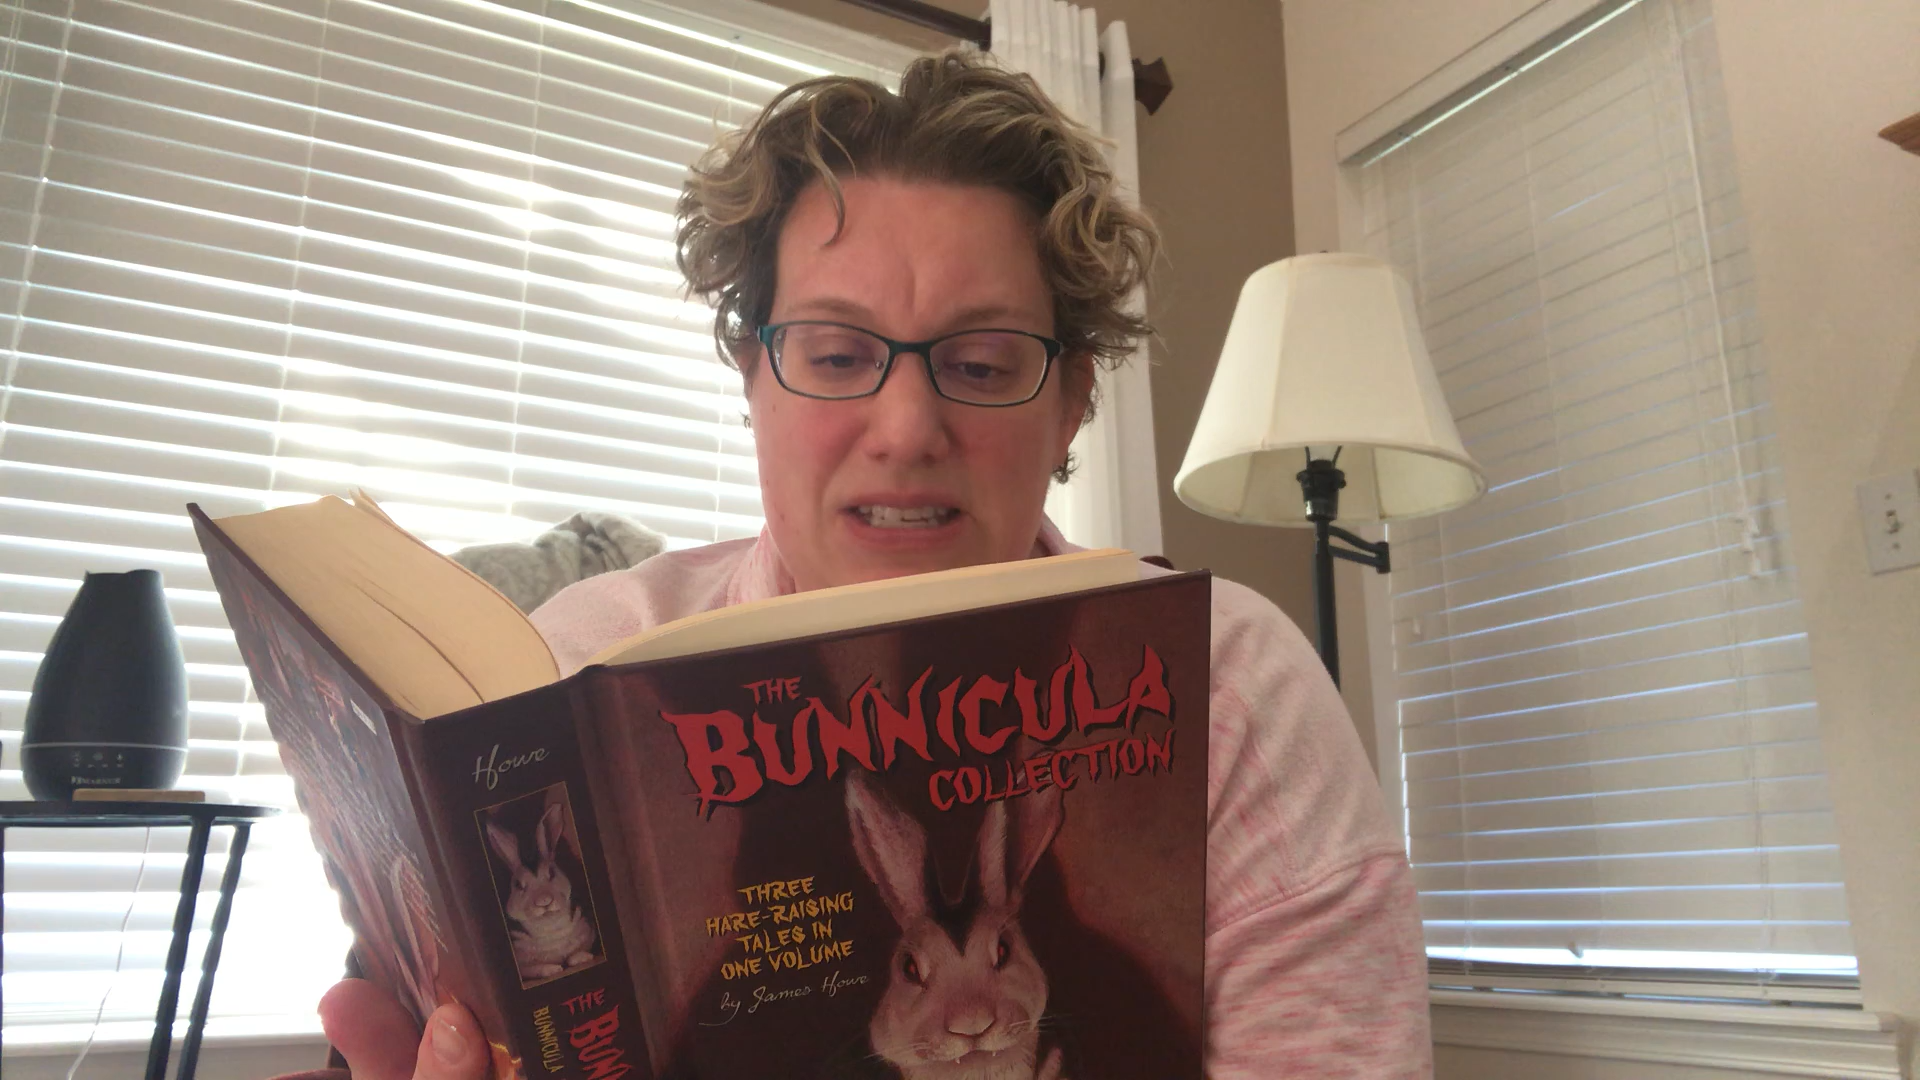 Howe
THE
BUNNICULA
COLLECTION
THREE
HARE-RAISING
TALES IN
ONE VOLUME
by James Howe
THE
BUNNICULA